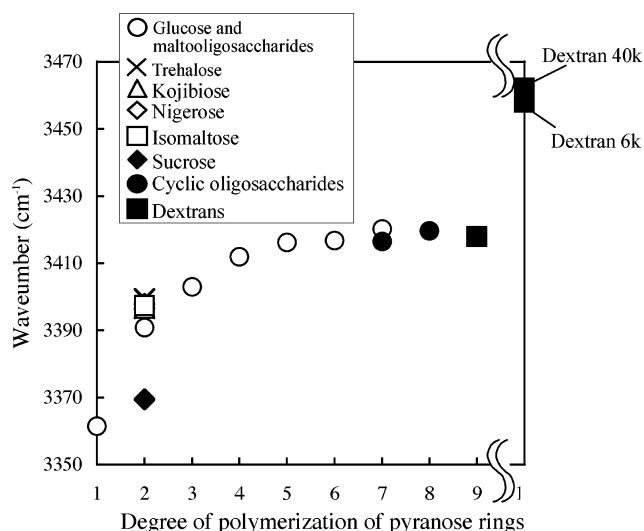 Glucose and
maltooligosaccharides
Trehalose
Kojibiose
Nigerose
Isomaltose
Sucrose
Cyclic oligosaccharides
Dextrans
Dextran 40k
Dextran 6k
3470
3450
3430
3410
3390
3370
3350
Waveumber (cm⁻¹)
1 2 3 4 5 6 7 8 9 1
Degree of polymerization of pyranose rings